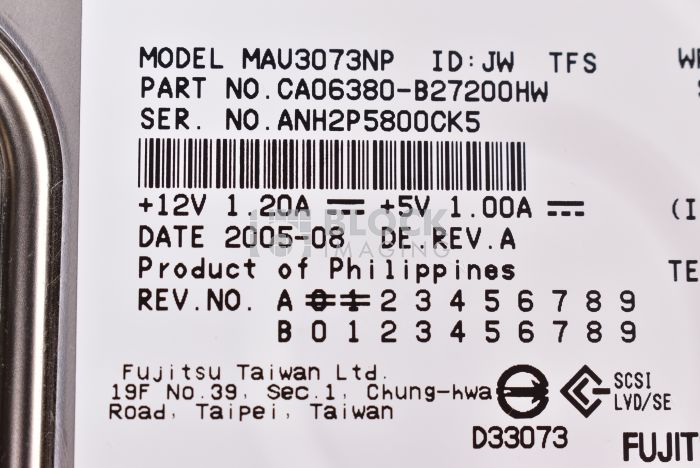 MODEL MAU3073NP ID:JW TFS
PART NO.CA06380-B27200HW
SER. NO.ANH2P5800CK5
+12V 1.20A +5V 1.00A (I
BLOCK
IMAGING
DATE 2005-08 DE.REV.A
Product of Philippines TE
REV.NO. A 0 1 2 3 4 5 6 7 8 9
B 0 1 2 3 4 5 6 7 8 9
Fujitsu Taiwan Ltd.
19F No.39, Sec.1, Chung-hwa
Road, Taipei, Taiwan
SCSI
LVD/SE
D33073
FUJIT